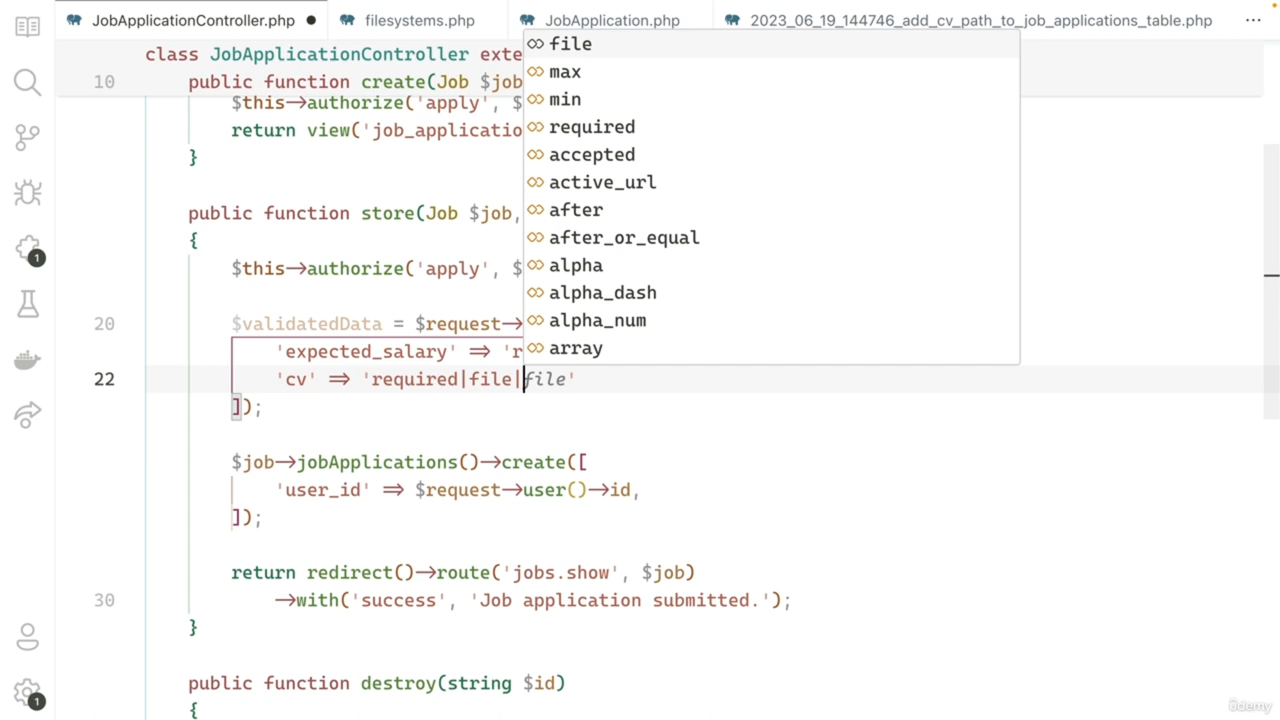 JobApplicationController.php
filesystems.php
JobApplication.php
2023_06_19_144746_add_cv_path_to_job_applications_table.php
class JobApplicationController exte
10 public function create(Job $job
$this->authorize('apply', $
return view('job_applicatio
}
public function store(Job $job,
{
$this->authorize('apply', $
20 $validatedData = $request->
'expected_salary' => 'r
22 'cv' => 'required|file|file'
]);
$job->jobApplications()->create([
'user_id' => $request->user()->id,
]);
return redirect()->route('jobs.show', $job)
30 ->with('success', 'Job application submitted.');
}
public function destroy(string $id)
{
file
max
min
required
accepted
active_url
after
after_or_equal
alpha
alpha_dash
alpha_num
array
1
1
ûdemy